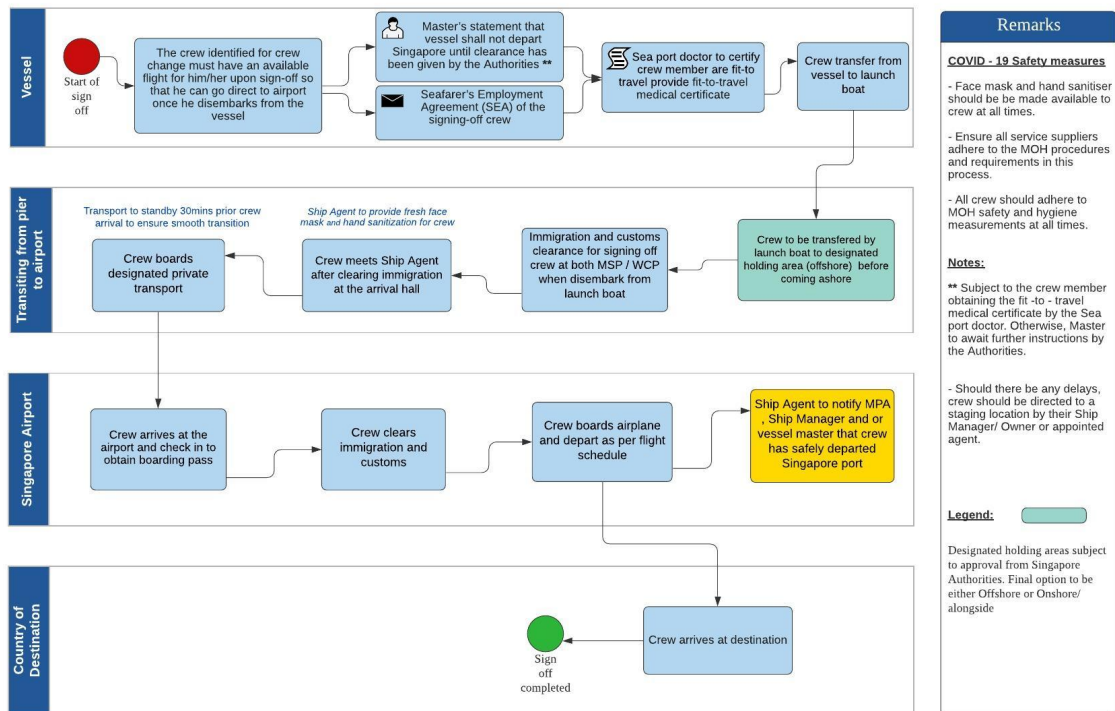 Vessel
Start of
sign
off
The crew identified for crew
change must have an available
flight for him/her upon sign-off so
that he can go direct to airport
once he disembarks from the
vessel
Master's statement that
vessel shall not depart
Singapore until clearance has
been given by the Authorities **
Seafarer's Employment
Agreement (SEA) of the
signing-off crew
Sea port doctor to certify
crew member are fit-to
travel provide fit-to-travel
medical certificate
Crew transfer from
vessel to launch
boat
Transiting from pier
to airport
Transport to standby 30mins prior crew
arrival to ensure smooth transition
Crew boards
designated private
transport
Ship Agent to provide fresh face
mask and hand sanitization for crew
Crew meets Ship Agent
after clearing immigration
at the arrival hall
Immigration and customs
clearance for signing off
crew at both MSP / WCP
when disembark from
launch boat
Crew to be transfered by
launch boat to designated
holding area (offshore) before
coming ashore
Singapore Airport
Crew arrives at the
airport and check in to
obtain boarding pass
Crew clears
immigration and
customs
Crew boards airplane
and depart as per flight
schedule
Ship Agent to notify MPA
, Ship Manager and or
vessel master that crew
has safely departed
Singapore port
Country of
Destination
Sign
off
completed
Crew arrives at destination
Remarks
COVID - 19 Safety measures
- Face mask and hand sanitiser
should be be made available to
crew at all times.
- Ensure all service suppliers
adhere to the MOH procedures
and requirements in this
process.
- All crew should adhere to
MOH safety and hygiene
measurements at all times.
Notes:
** Subject to the crew member
obtaining the fit -to - travel
medical certificate by the Sea
port doctor. Otherwise, Master
to await further instructions by
the Authorities.
- Should there be any delays,
crew should be directed to a
staging location by their Ship
Manager/ Owner or appointed
agent.
Legend:
Designated holding areas subject
to approval from Singapore
Authorities. Final option to be
either Offshore or Onshore/
alongside